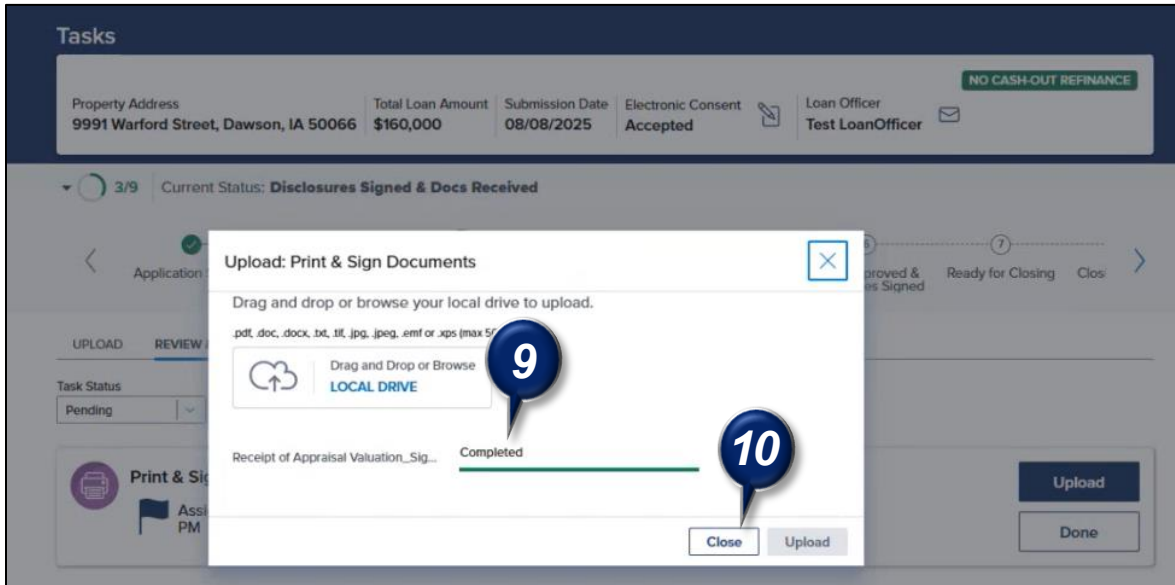 Tasks
NO CASH-OUT REFINANCE
Property Address
9991 Warford Street, Dawson, IA 50066
Total Loan Amount
$160,000
Submission Date
08/08/2025
Electronic Consent
Accepted
Loan Officer
Test LoanOfficer
3/9 Current Status: Disclosures Signed & Docs Received
Application
7
proved &
es Signed
Ready for Closing
Clos
Upload: Print & Sign Documents
Drag and drop or browse your local drive to upload.
.pdf, .doc, .docx, .txt, .tif, .jpg, .jpeg, .emf or .xps (max 5
Drag and Drop or Browse
LOCAL DRIVE
9
Receipt of Appraisal Valuation_Sig...
Completed
10
Close
Upload
UPLOAD
REVIEW
Task Status
Pending
Print & Sig
Assi
PM
Upload
Done